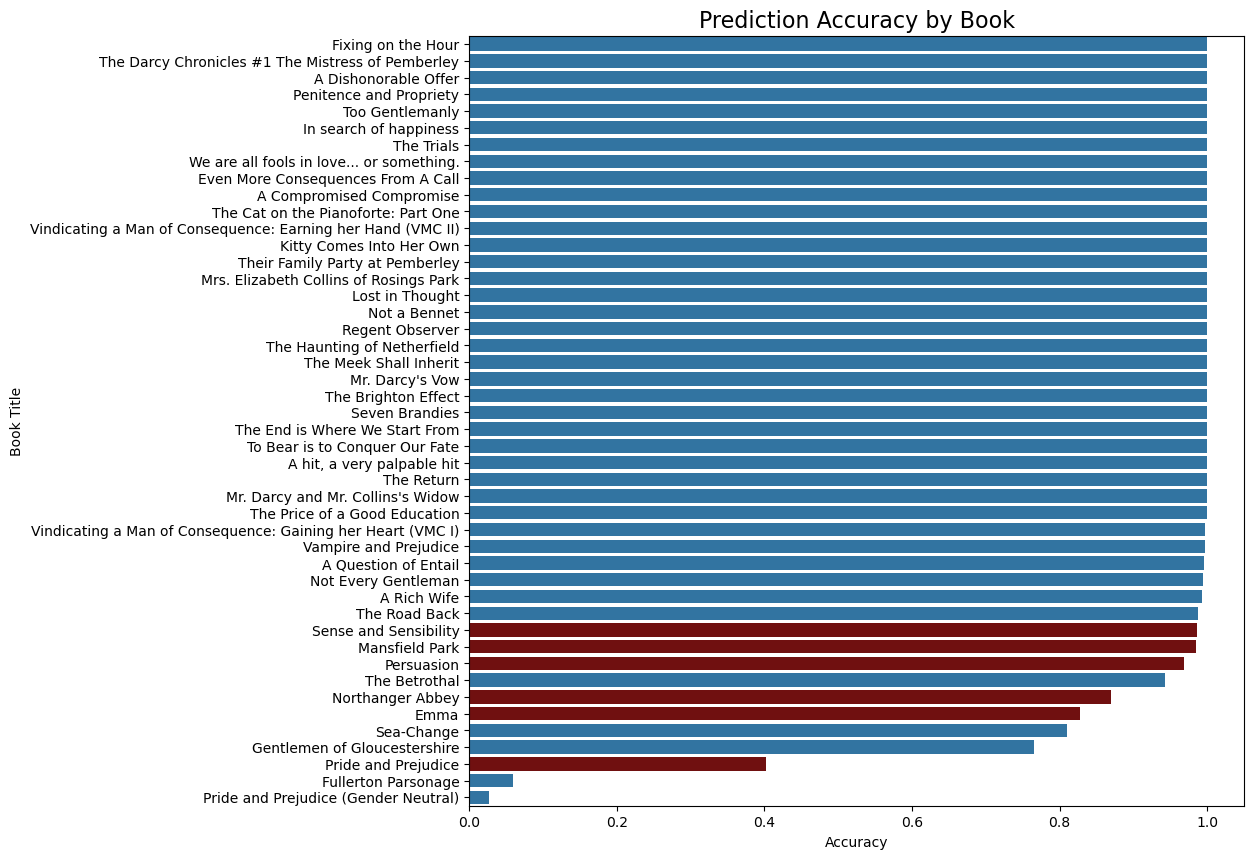 Prediction Accuracy by Book
Fixing on the Hour
The Darcy Chronicles #1 The Mistress of Pemberley
A Dishonorable Offer
Penitence and Propriety
Too Gentlemanly
In search of happiness
The Trials
We are all fools in love... or something.
Even More Consequences From A Call
A Compromised Compromise
The Cat on the Pianoforte: Part One
Vindicating a Man of Consequence: Earning her Hand (VMC II)
Kitty Comes Into Her Own
Their Family Party at Pemberley
Mrs. Elizabeth Collins of Rosings Park
Lost in Thought
Not a Bennet
Regent Observer
The Haunting of Netherfield
The Meek Shall Inherit
Mr. Darcy's Vow
The Brighton Effect
Seven Brandies
The End is Where We Start From
To Bear is to Conquer Our Fate
A hit, a very palpable hit
The Return
Mr. Darcy and Mr. Collins's Widow
The Price of a Good Education
Vindicating a Man of Consequence: Gaining her Heart (VMC I)
Vampire and Prejudice
A Question of Entail
Not Every Gentleman
A Rich Wife
The Road Back
Sense and Sensibility
Mansfield Park
Persuasion
The Betrothal
Northanger Abbey
Emma
Sea-Change
Gentlemen of Gloucestershire
Pride and Prejudice
Fullerton Parsonage
Pride and Prejudice (Gender Neutral)
Book Title
0.0 0.2 0.4 0.6 0.8 1.0
Accuracy